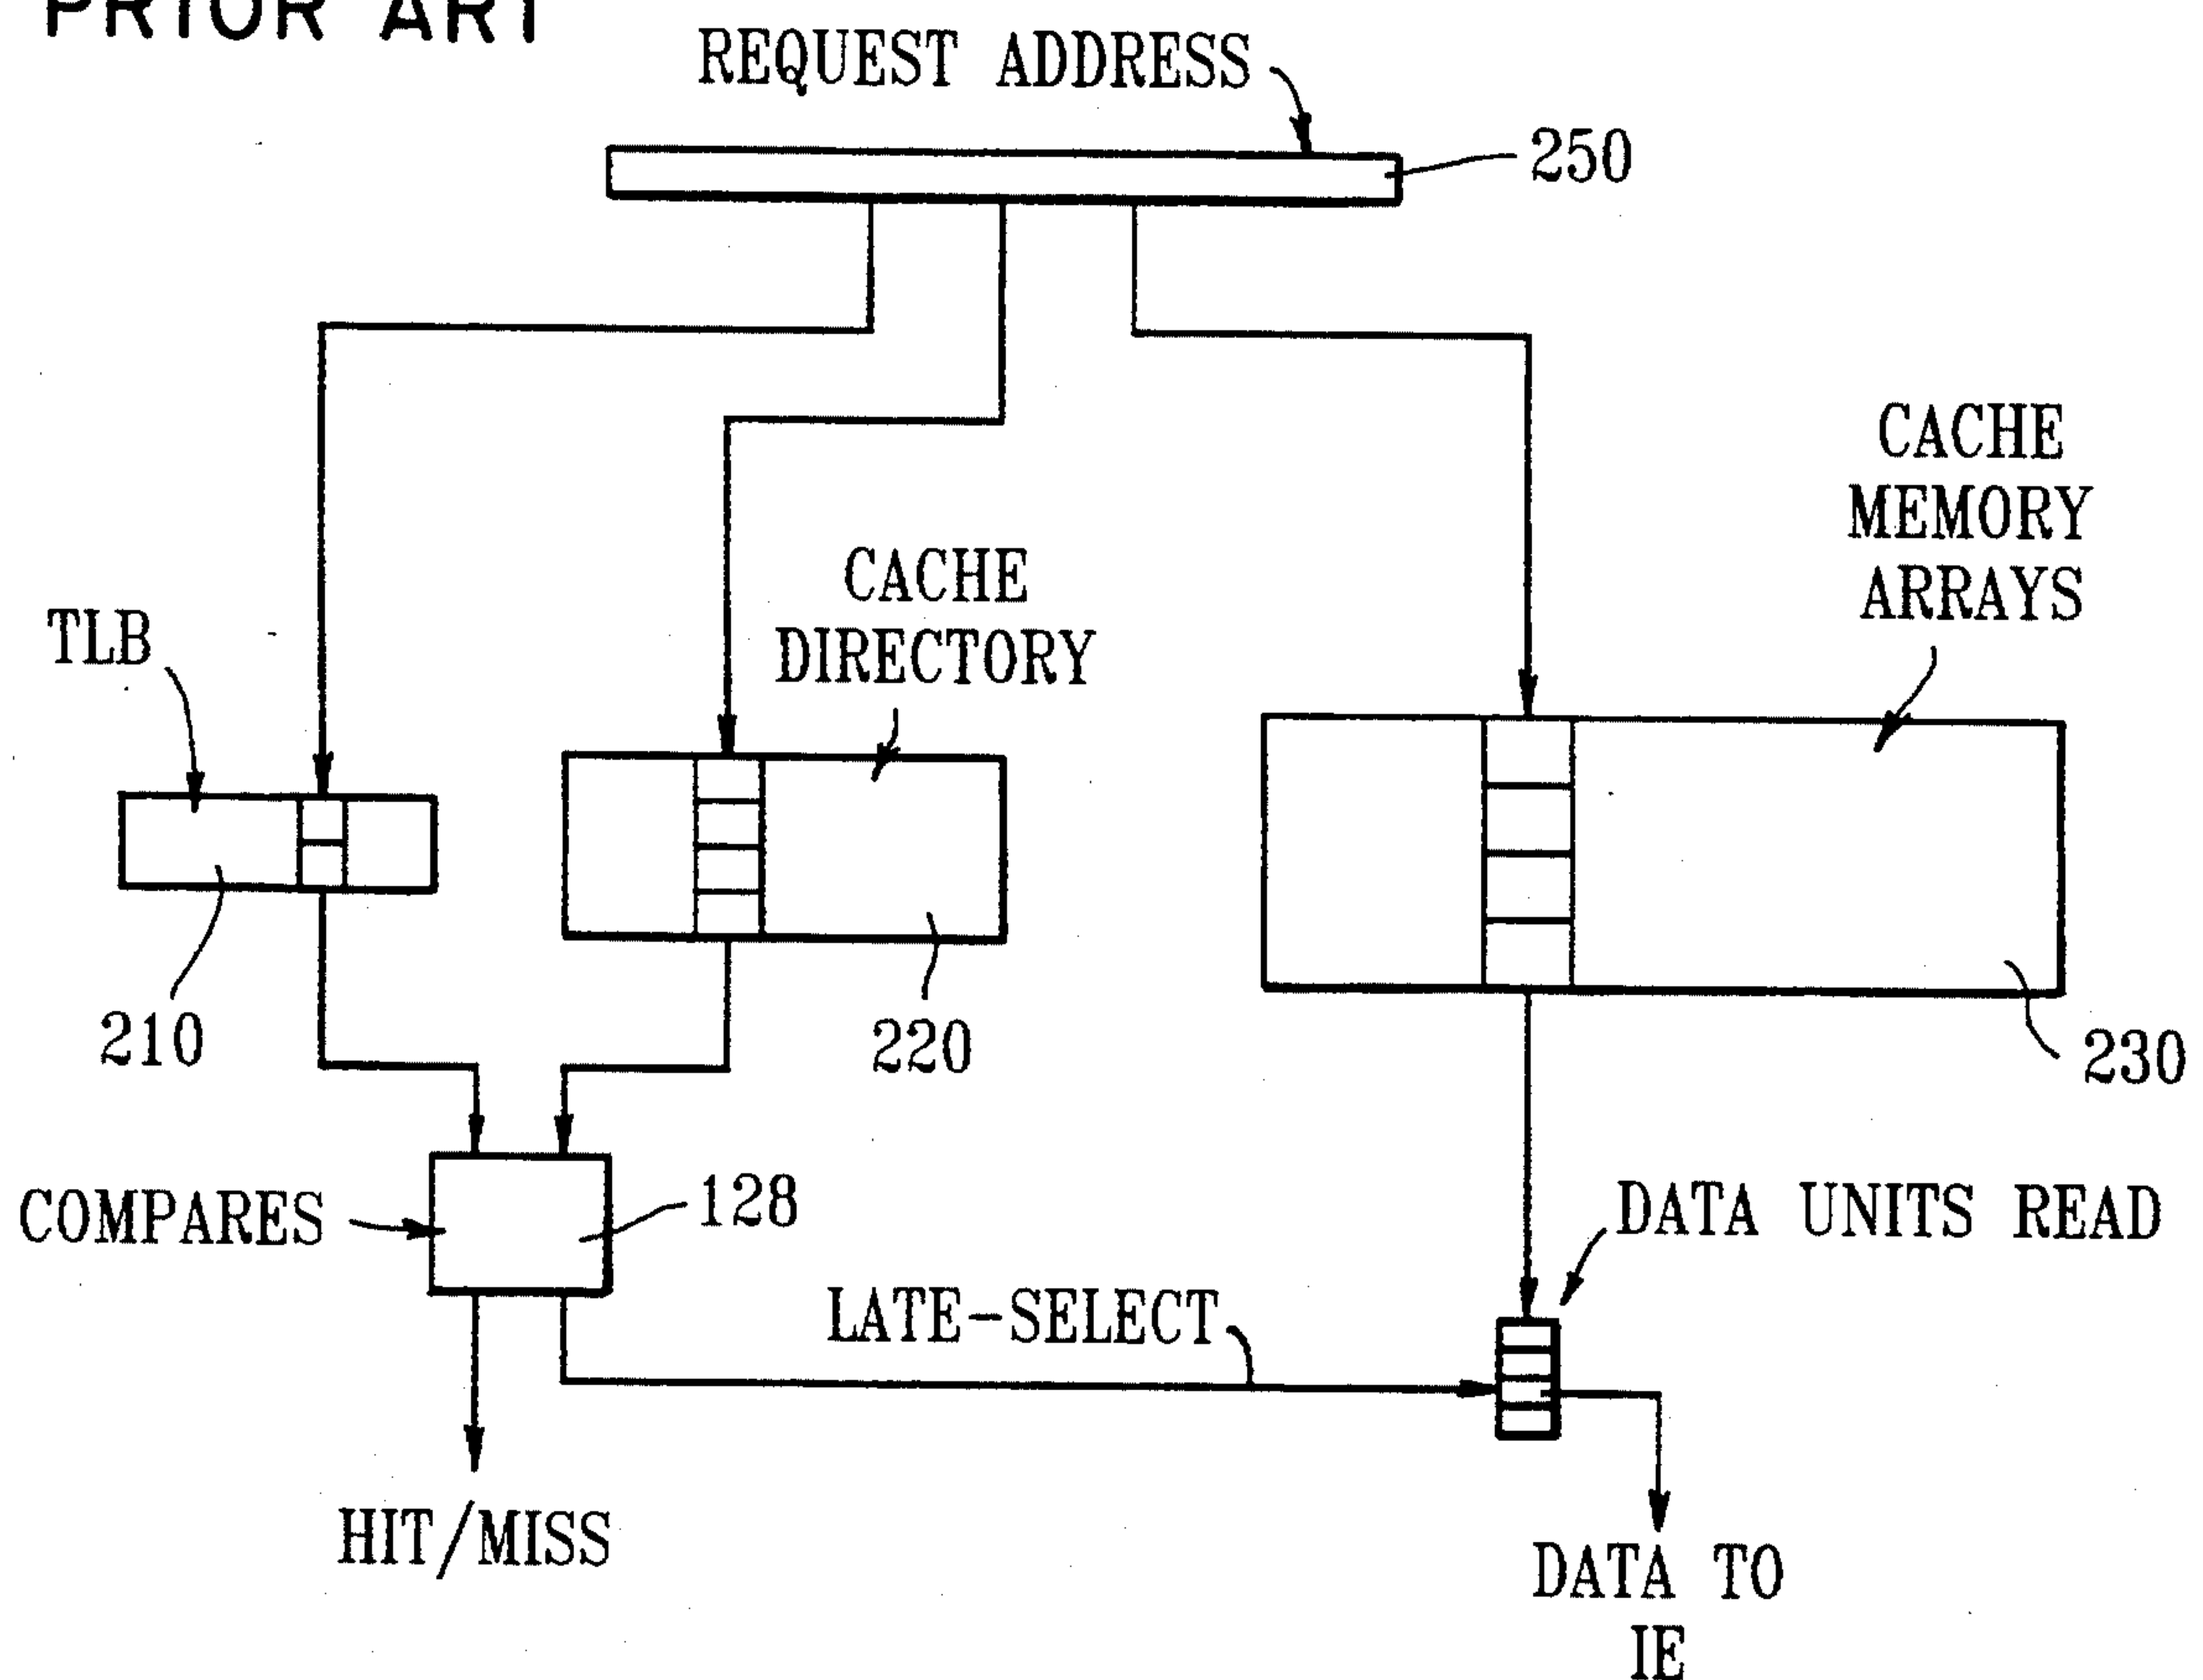 PRIOR ART
REQUEST ADDRESS
250
CACHE
MEMORY
ARRAYS
CACHE
DIRECTORY
TLB
210
220
230
COMPARES
128
DATA UNITS READ
LATE-SELECT
HIT/MISS
DATA TO
IE